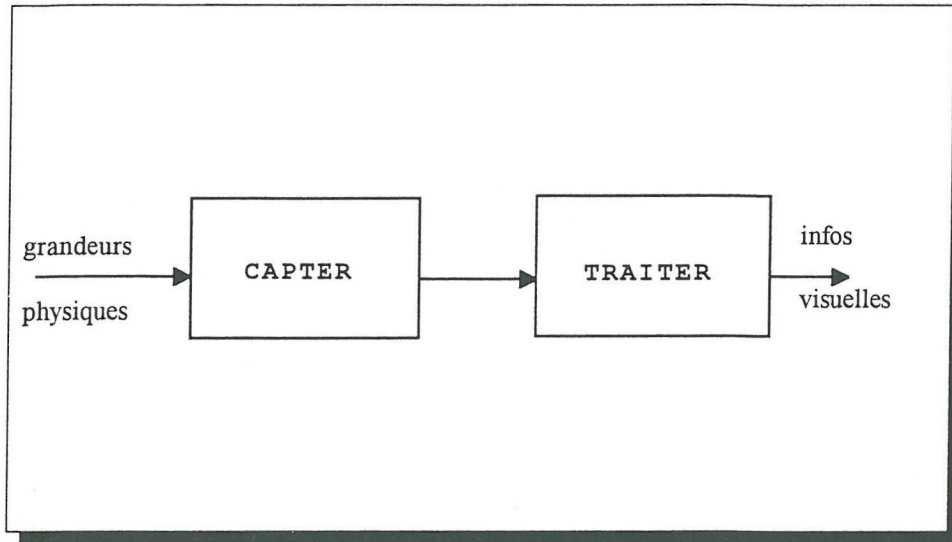 grandeurs
physiques
CAPTER
TRAITER
infos
visuelles